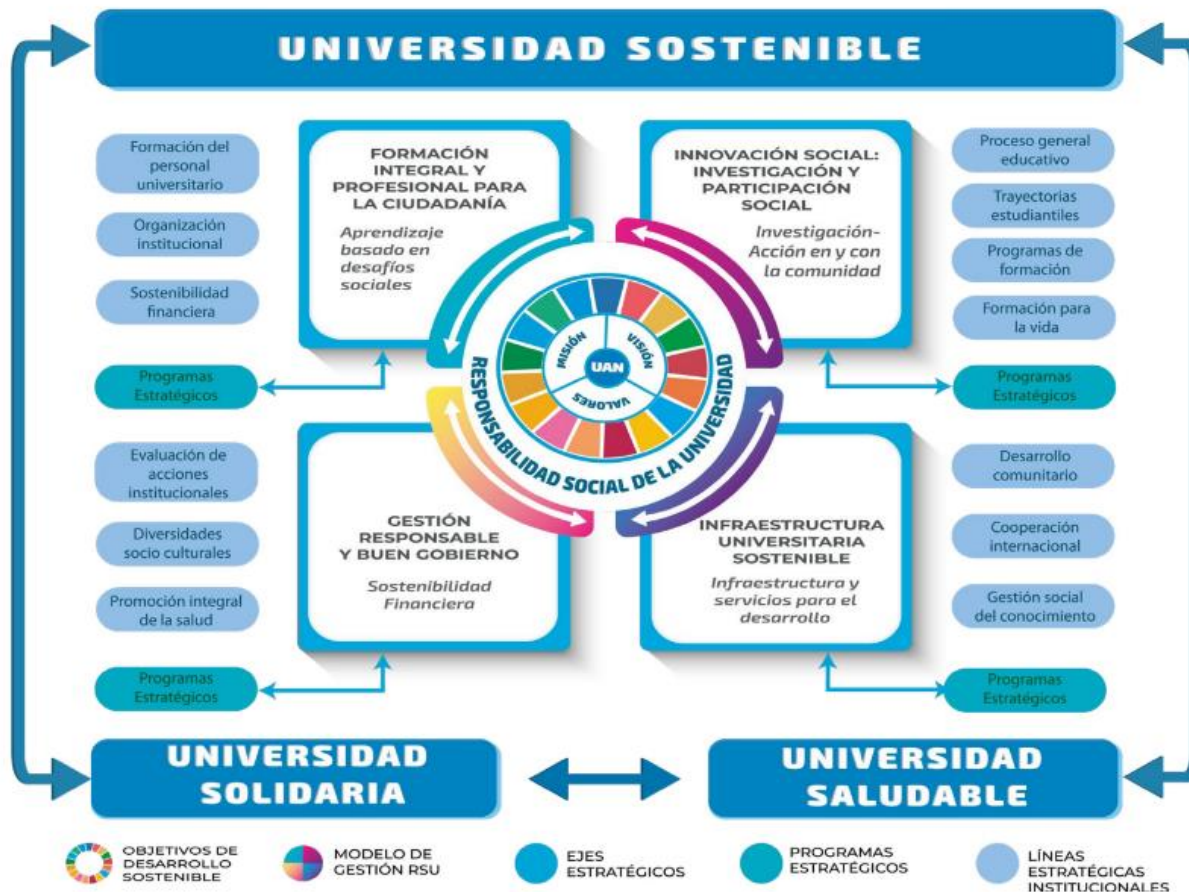 UNIVERSIDAD SOSTENIBLE
Formación del
personal
universitario
Organización
institucional
Sostenibilidad
financiera
Programas
Estratégicos
FORMACIÓN
INTEGRAL Y
PROFESIONAL PARA
LA CIUDADANÍA
Aprendizaje
basado en
desafíos
sociales
INNOVACIÓN SOCIAL:
INVESTIGACIÓN Y
PARTICIPACIÓN
SOCIAL
Investigación-
Acción en y con
la comunidad
Proceso general
educativo
Trayectorias
estudiantiles
Programas de
formación
Formación para
la vida
Programas
Estratégicos
MISIÓN
VISIÓN
UAN
VALORES
RESPONSABILIDAD SOCIAL DE LA UNIVERSIDAD
Evaluación de
acciones
institucionales
Diversidades
socio culturales
Promoción integral
de la salud
Programas
Estratégicos
GESTIÓN
RESPONSABLE
Y BUEN GOBIERNO
Sostenibilidad
Financiera
INFRAESTRUCTURA
UNIVERSITARIA
SOSTENIBLE
Infraestructura y
servicios para el
desarrollo
Desarrollo
comunitario
Cooperación
internacional
Gestión social
del conocimiento
Programas
Estratégicos
UNIVERSIDAD
SOLIDARIA
UNIVERSIDAD
SALUDABLE
OBJETIVOS DE
DESARROLLO
SOSTENIBLE
MODELO DE
GESTIÓN RSU
EJES
ESTRATÉGICOS
PROGRAMAS
ESTRATÉGICOS
LÍNEAS
ESTRATÉGICAS
INSTITUCIONALES